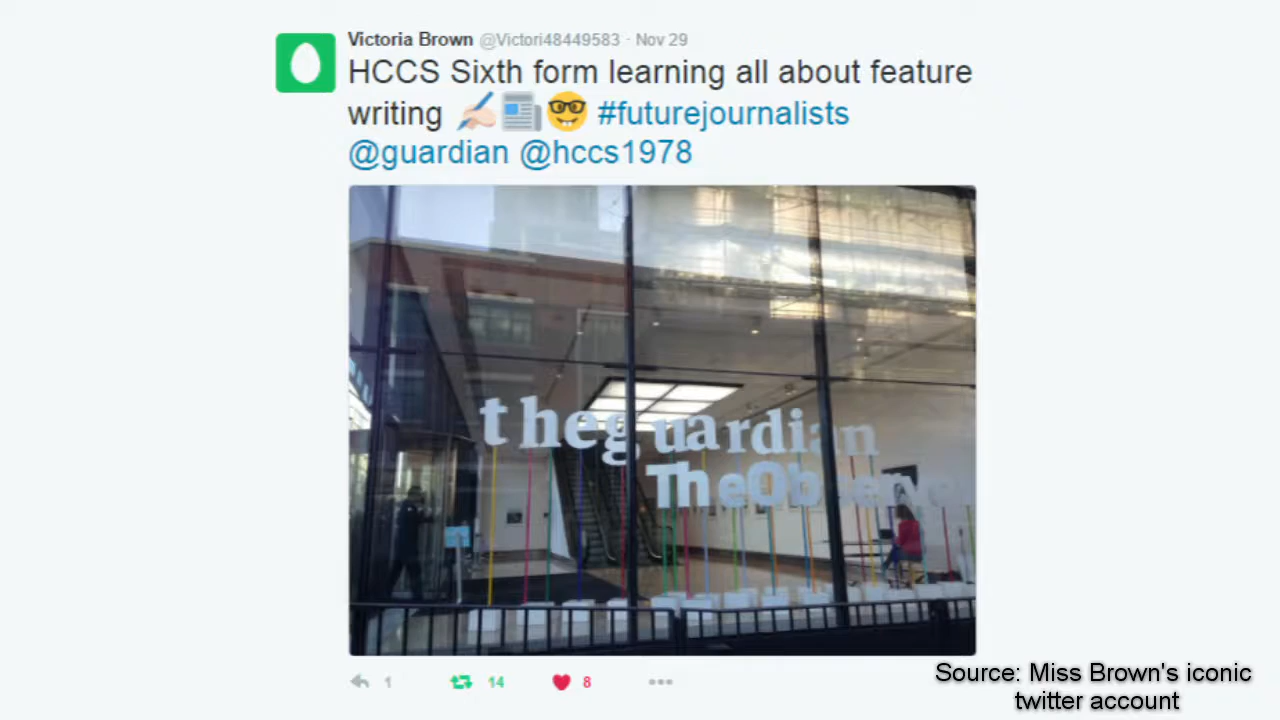 Victoria Brown @Victori48449583 · Nov 29
HCCS Sixth form learning all about feature
writing ✍🏻📰🤓 #futurejournalists
@guardian @hccs1978
theguardian
TheObserver
1 14 8
Source: Miss Brown's iconic
twitter account